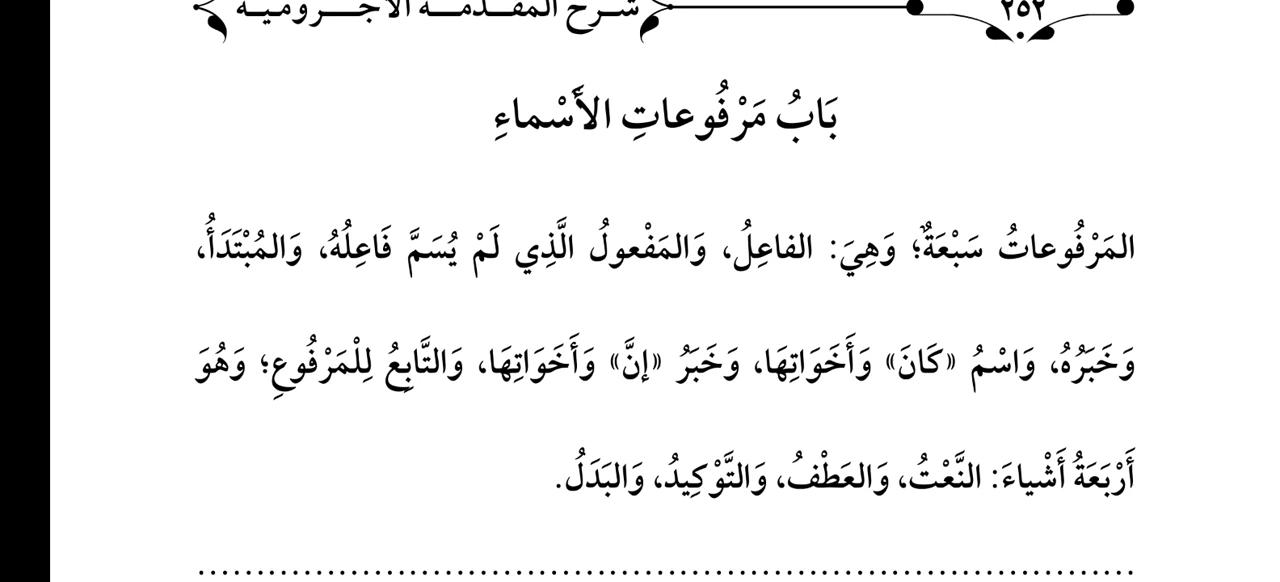 ٢٥٢
شرح المقدمة الآجرومية
بَابُ مَرْفُوعاتِ الأَسْماءِ
المَرْفُوعاتُ سَبْعَةٌ؛ وَهِيَ: الفاعِلُ، وَالمَفْعولُ الَّذِي لَمْ يُسَمَّ فَاعِلُهُ، وَالمُبْتَدَأُ،
وَخَبَرُهُ، وَاسْمُ «كَانَ» وَأَخَوَاتِهَا، وَخَبَرُ «إنَّ» وَأَخَوَاتِهَا، وَالتَّابِعُ لِلْمَرْفُوعِ؛ وَهُوَ
أَرْبَعَةُ أَشْياءَ: النَّعْتُ، وَالعَطْفُ، وَالتَّوْكِيدُ، وَالبَدَلُ.